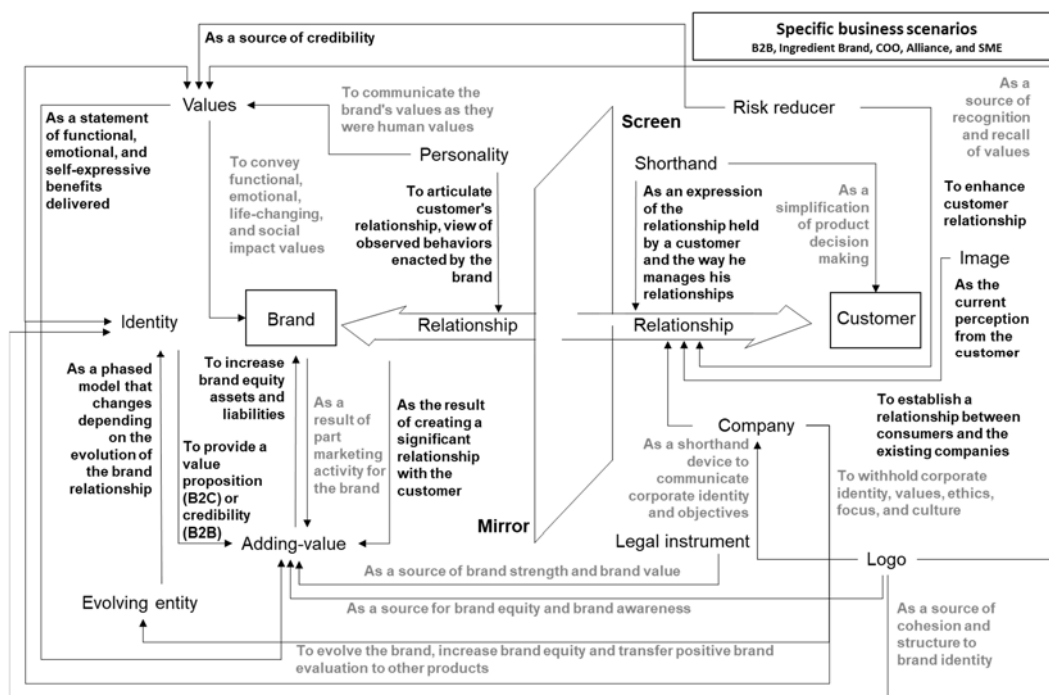 Specific business scenarios
B2B, Ingredient Brand, COO, Alliance, and SME
As a source of credibility
Values
To communicate the
brand's values as they
were human values
Risk reducer
As a
source of
recognition
and recall
of values
As a statement
of functional,
emotional, and
self-expressive
benefits
delivered
To convey
functional,
emotional,
life-changing,
and social
impact values
Personality
To articulate
customer's
relationship, view of
observed behaviors
enacted by the
brand
Screen
Shorthand
As an expression
of the
relationship held
by a customer
and the way he
manages his
relationships
As a
simplification
of product
decision
making
To enhance
customer
relationship
Image
As the
current
perception
from the
customer
Identity
Brand
Relationship
Relationship
Customer
As a phased
model that
changes
depending
on the
evolution of
the brand
relationship
To increase
brand equity
assets and
liabilities
To provide a
value
proposition
(B2C) or
credibility
(B2B)
As a
result of
part
marketing
activity for
the brand
As the result
of creating a
significant
relationship
with the
customer
Mirror
Company
As a shorthand
device to
communicate
corporate identity
and objectives
To establish a
relationship between
consumers and the
existing companies
To withhold corporate
identity, values, ethics,
focus, and culture
Adding-value
Legal instrument
Logo
As a source of brand strength and brand value
Evolving entity
As a source for brand equity and brand awareness
As a source of
cohesion and
structure to
brand identity
To evolve the brand, increase brand equity and transfer positive brand
evaluation to other products